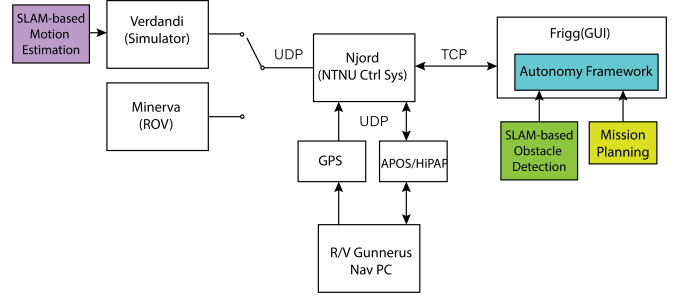 SLAM-based
Motion
Estimation
Verdandi
(Simulator)
UDP
Njord
(NTNU Ctrl Sys)
TCP
Frigg(GUI)
Autonomy Framework
Minerva
(ROV)
UDP
GPS
APOS/HiPAP
SLAM-based
Obstacle
Detection
Mission
Planning
R/V Gunnerus
Nav PC